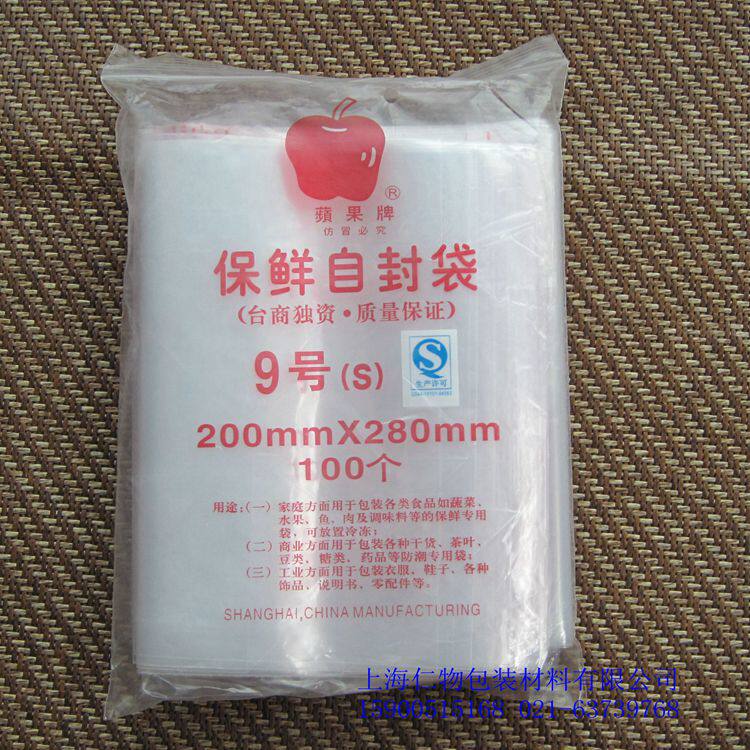 ®
蘋果牌
仿冒必究
保鲜自封袋
(台商独资·质量保证)
9号(S)
QS
生产许可
200mmX280mm
100个
用途:(一)家庭方面用于包装各类食品如蔬菜、
水果、鱼、肉及调味料等的保鲜专用
袋,可放置冷冻;
(二)商业方面用于包装各种干货、茶叶、
豆类、糖类、药品等防潮专用袋;
(三)工业方面用于包装衣服、鞋子、各种
饰品、说明书、零配件等。
SHANGHAI,CHINA MANUFACTURING
上海仁物包装材料有限公司
15900515168 021-63739768